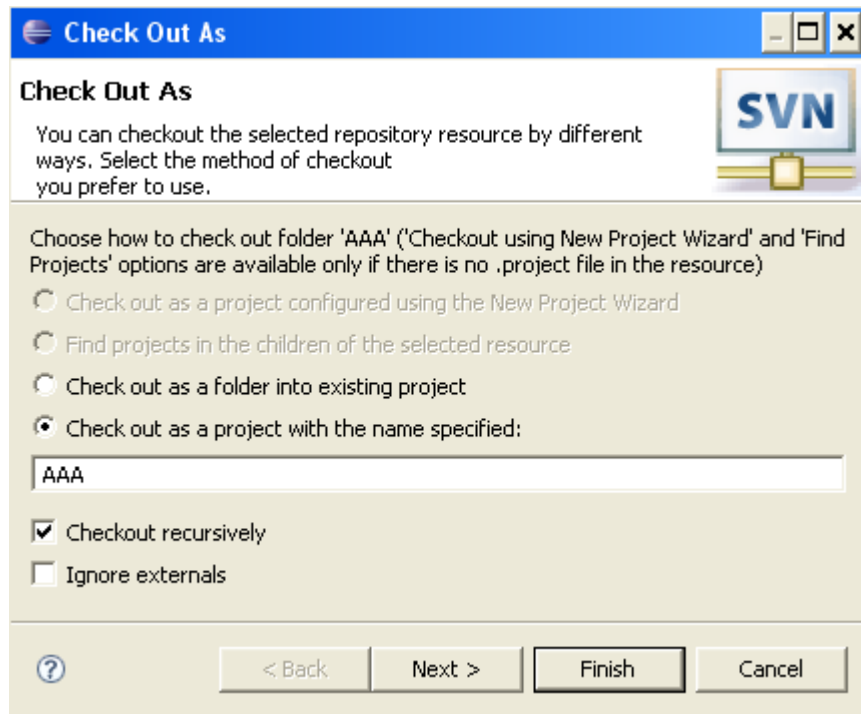 Check Out As
Check Out As
SVN
You can checkout the selected repository resource by different
ways. Select the method of checkout
you prefer to use.
Choose how to check out folder 'AAA' ('Checkout using New Project Wizard' and 'Find
Projects' options are available only if there is no .project file in the resource)
Check out as a project configured using the New Project Wizard
Find projects in the children of the selected resource
Check out as a folder into existing project
Check out as a project with the name specified:
AAA
Checkout recursively
Ignore externals
? < Back Next > Finish Cancel